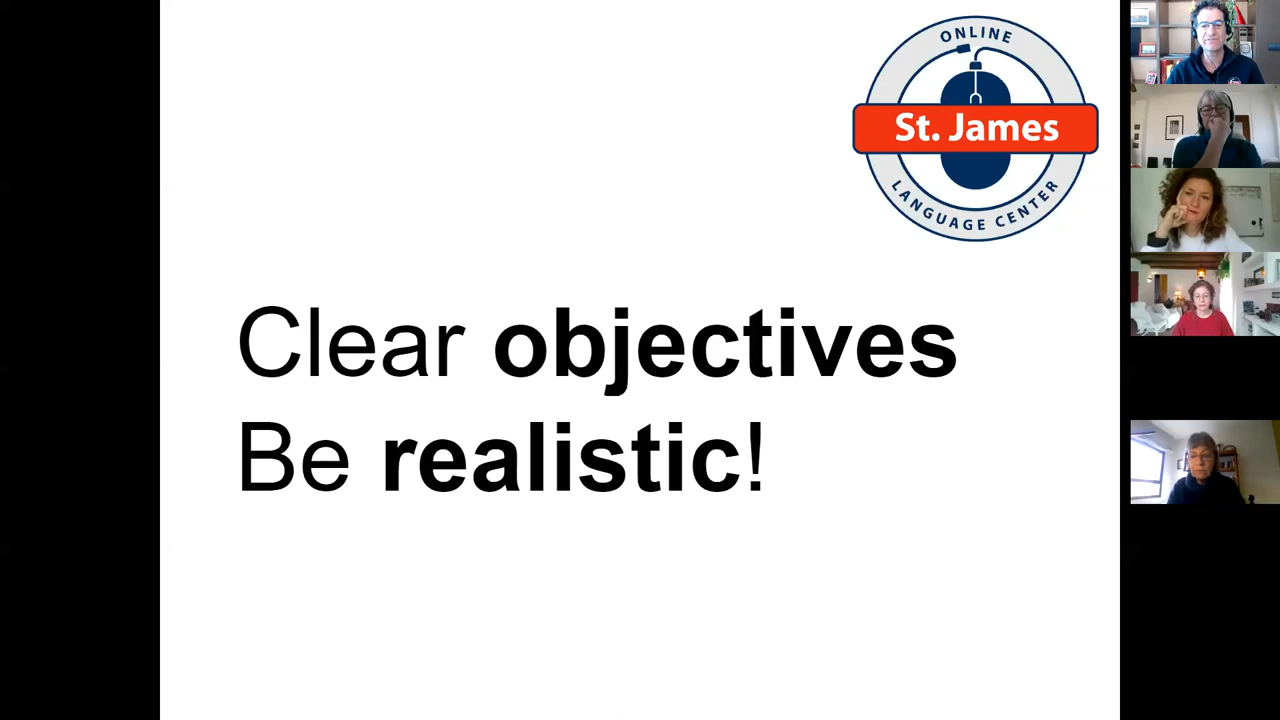 ONLINE
St. James
LANGUAGE CENTER
Clear objectives
Be realistic!